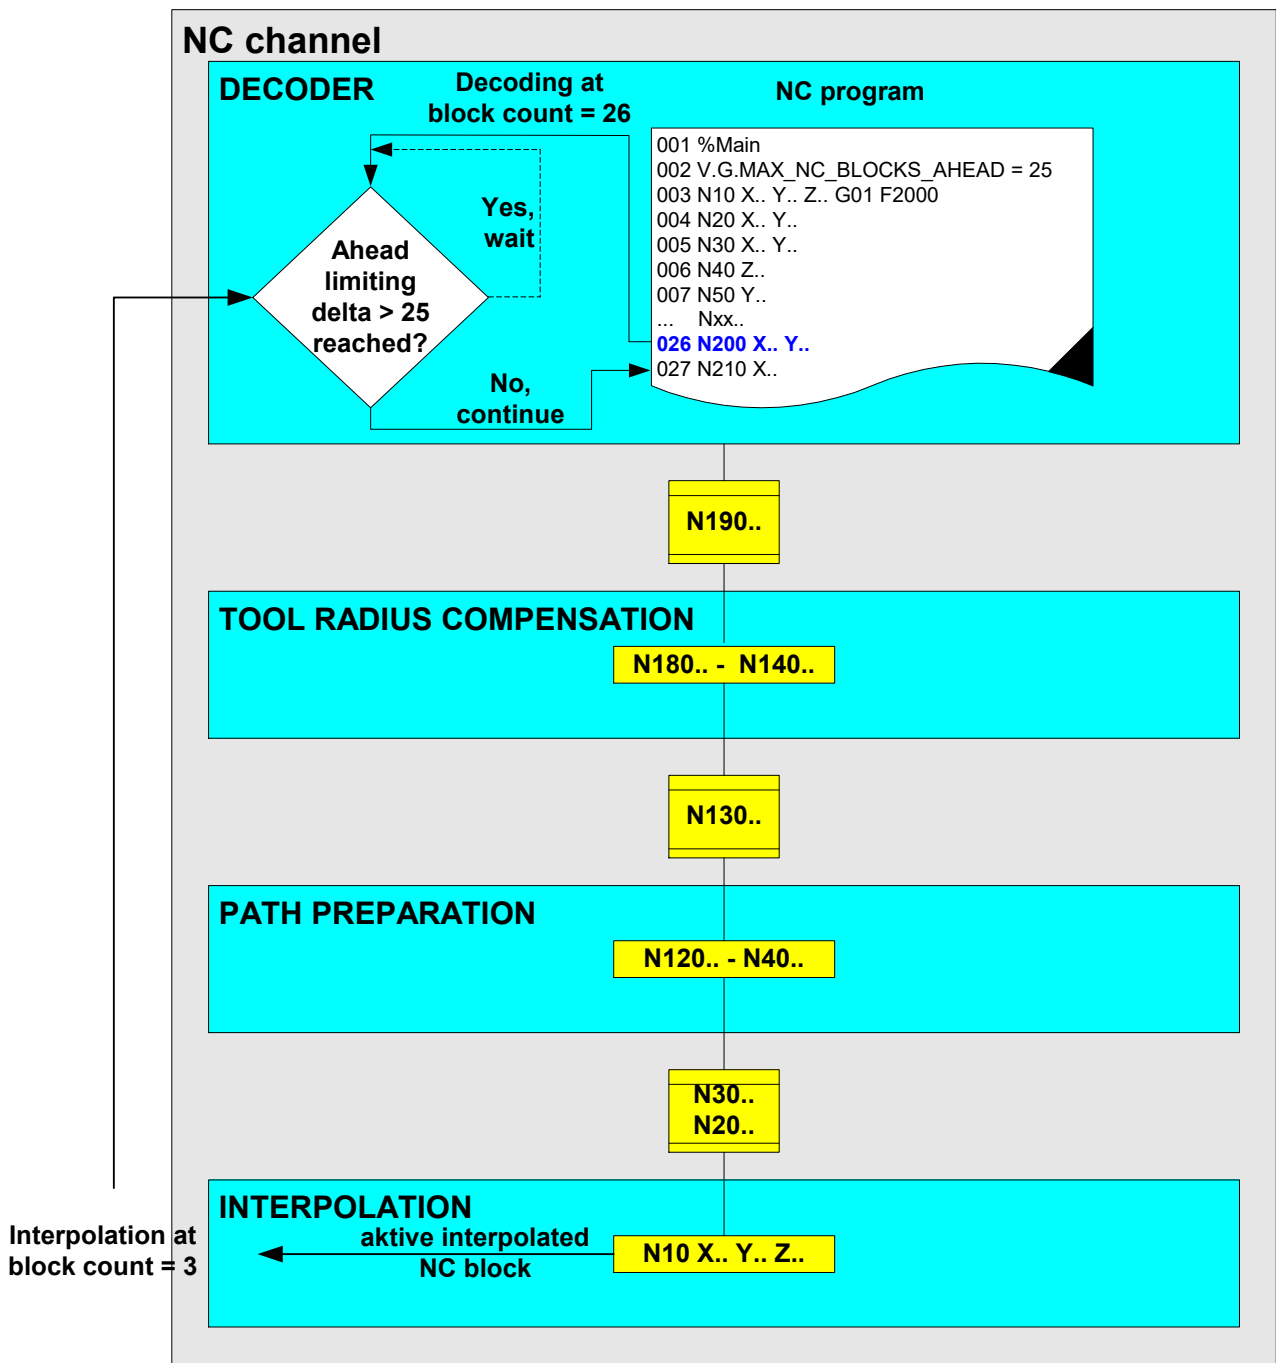 NC channel
DECODER
Decoding at
block count = 26
NC program
001 %Main
002 V.G.MAX_NC_BLOCKS_AHEAD = 25
003 N10 X.. Y.. Z.. G01 F2000
004 N20 X.. Y..
005 N30 X.. Y..
006 N40 Z..
007 N50 Y..
... Nxx..
026 N200 X.. Y..
027 N210 X..
Yes,
wait
Ahead
limiting
delta > 25
reached?
No,
continue
N190..
TOOL RADIUS COMPENSATION
N180.. - N140..
N130..
PATH PREPARATION
N120.. - N40..
N30..
N20..
INTERPOLATION
aktive interpolated
NC block
N10 X.. Y.. Z..
Interpolation at
block count = 3